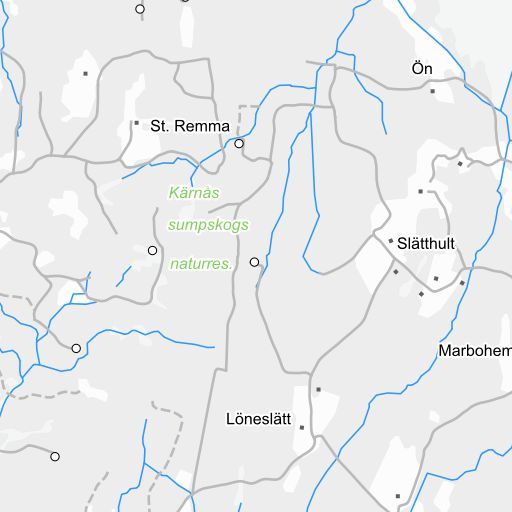 Ön
St. Remma
Kärnås
sumpskogs
naturres.
Slätthult
Marbohem
Löneslätt